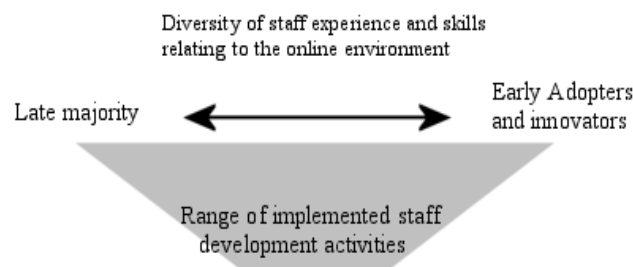 Diversity of staff experience and skills
relating to the online environment
Late majority
Early Adopters
and innovators
Range of implemented staff
development activities